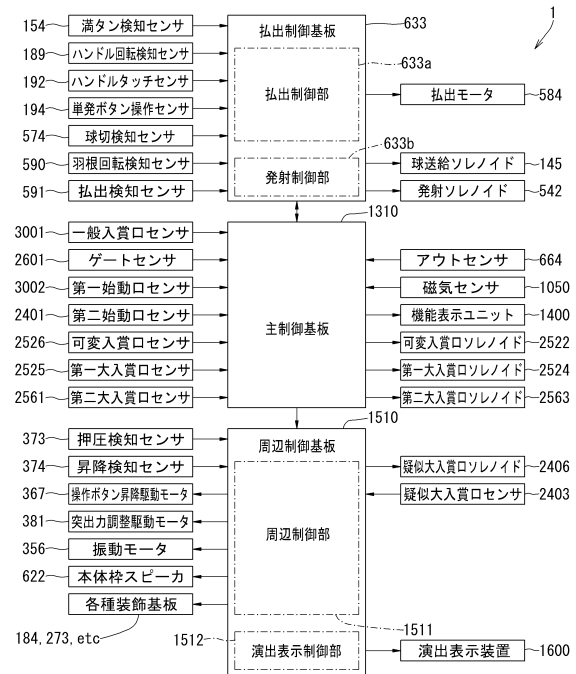 1
154 満タン検知センサ
189 ハンドル回転検知センサ
192 ハンドルタッチセンサ
194 単発ボタン操作センサ
574 球切検知センサ
590 羽根回転検知センサ
591 払出検知センサ
払出制御基板 633
払出制御部 633a
発射制御部 633b
払出モータ 584
球送給ソレノイド 145
発射ソレノイド 542
3001 一般入賞口センサ
2601 ゲートセンサ
3002 第一始動口センサ
2401 第二始動口センサ
2526 可変入賞口センサ
2525 第一大入賞口センサ
2561 第二大入賞口センサ
主制御基板 1310
アウトセンサ 664
磁気センサ 1050
機能表示ユニット 1400
可変入賞口ソレノイド 2522
第一大入賞口ソレノイド 2524
第二大入賞口ソレノイド 2563
373 押圧検知センサ
374 昇降検知センサ
367 操作ボタン昇降駆動モータ
381 突出力調整駆動モータ
356 振動モータ
622 本体枠スピーカ
各種装飾基板
184, 273, etc
周辺制御基板 1510
周辺制御部 1511
1512 演出表示制御部
疑似大入賞口ソレノイド 2406
疑似大入賞口センサ 2403
演出表示装置 1600